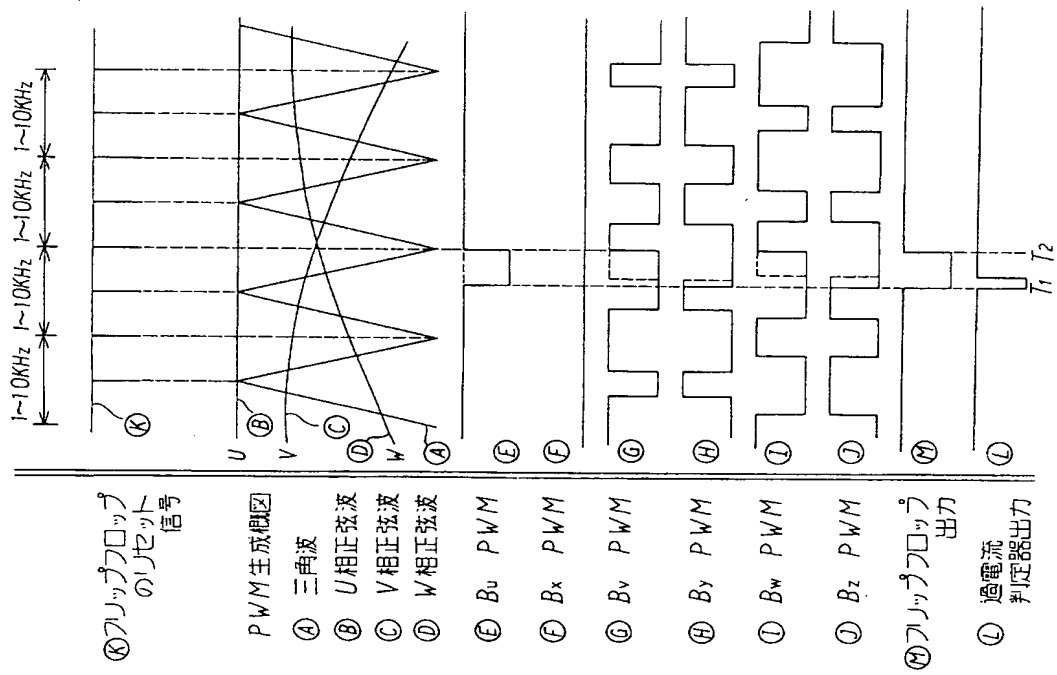 Ⓚフリップフロップ
のリセット
信号
PWM生成概図
Ⓐ 三角波
Ⓑ U相正弦波
Ⓒ V相正弦波
Ⓓ W相正弦波
Ⓔ Bu PWM
Ⓕ Bx PWM
Ⓖ Bv PWM
Ⓗ By PWM
Ⓘ Bw PWM
Ⓙ Bz PWM
Ⓜフリップフロップ
出力
Ⓛ 過電流
判定器出力
1~10KHz
1~10KHz
1~10KHz
1~10KHz
Ⓚ
U
Ⓑ
V
Ⓒ
Ⓓ
W
Ⓐ
Ⓔ
Ⓕ
Ⓖ
Ⓗ
Ⓘ
Ⓙ
Ⓜ
Ⓛ
T1
T2